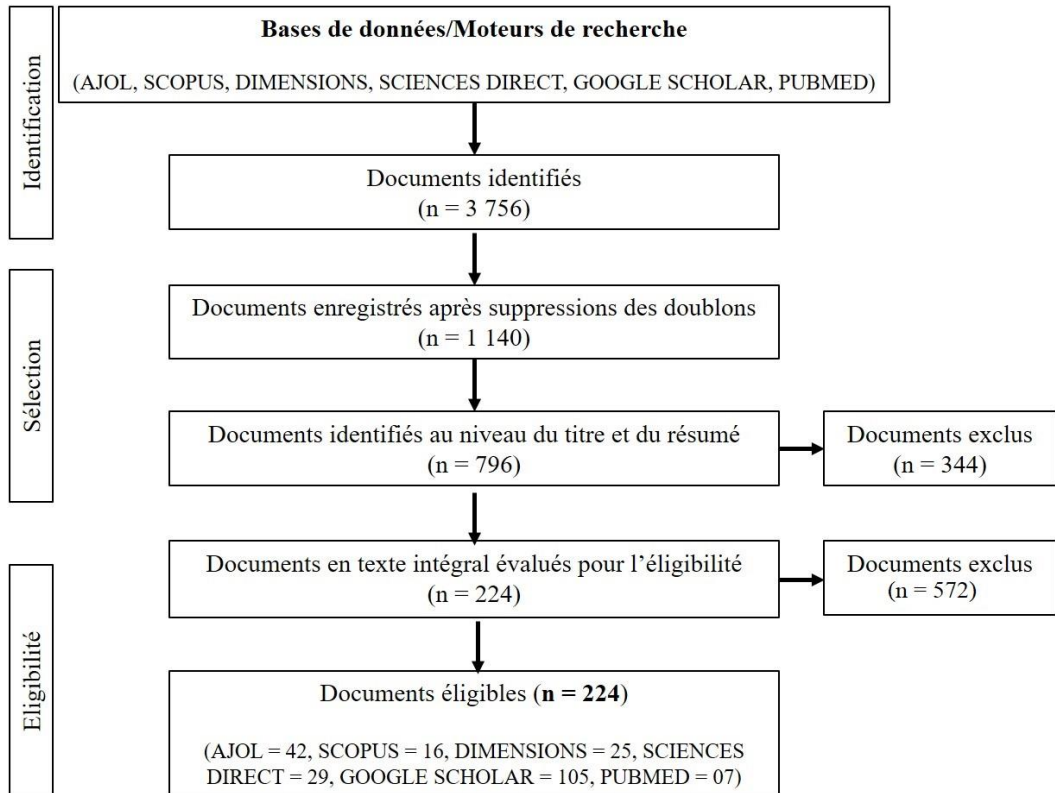 Identification
Bases de données/Moteurs de recherche
(AJOL, SCOPUS, DIMENSIONS, SCIENCES DIRECT, GOOGLE SCHOLAR, PUBMED)
Documents identifiés
(n = 3 756)
Sélection
Documents enregistrés après suppressions des doublons
(n = 1 140)
Documents identifiés au niveau du titre et du résumé
(n = 796)
Documents exclus
(n = 344)
Eligibilité
Documents en texte intégral évalués pour l’éligibilité
(n = 224)
Documents exclus
(n = 572)
Documents éligibles (n = 224)
(AJOL = 42, SCOPUS = 16, DIMENSIONS = 25, SCIENCES
DIRECT = 29, GOOGLE SCHOLAR = 105, PUBMED = 07)